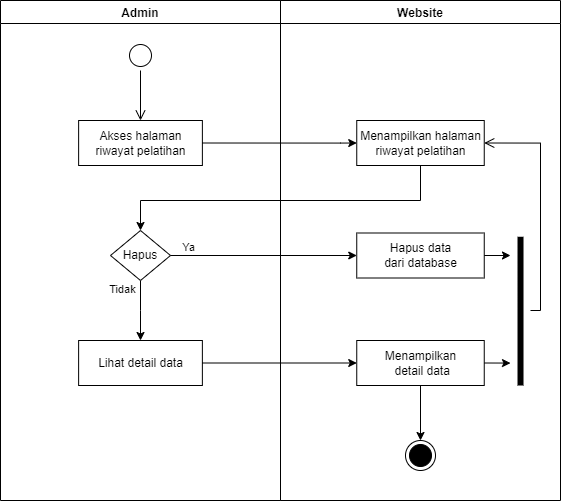 Admin
Website
Akses halaman
riwayat pelatihan
Menampilkan halaman
riwayat pelatihan
Hapus
Ya
Hapus data
dari database
Tidak
Lihat detail data
Menampilkan
detail data